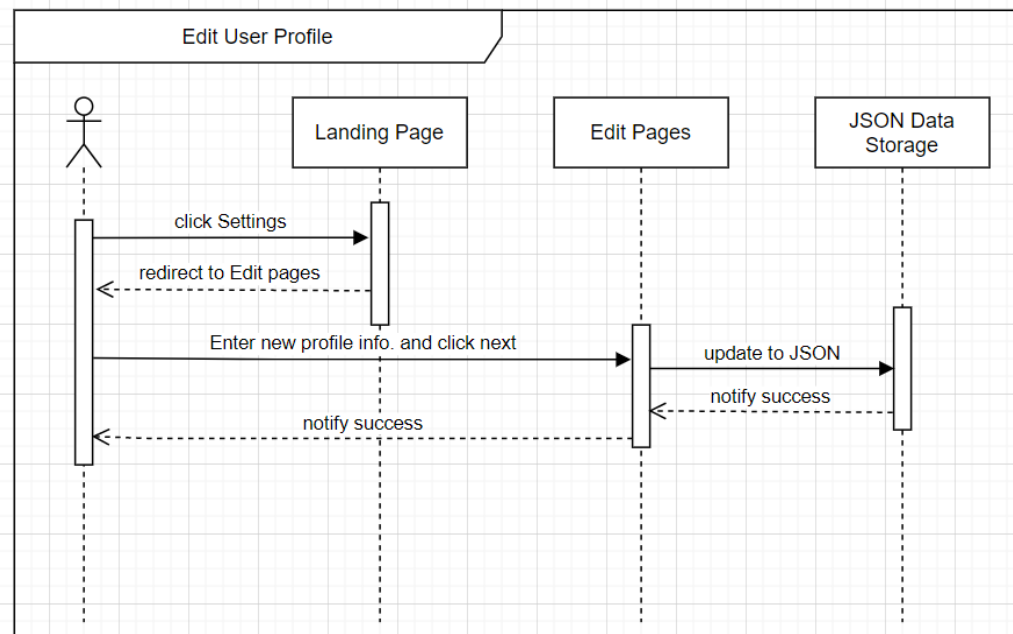 Edit User Profile
Landing Page
Edit Pages
JSON Data
Storage
click Settings
redirect to Edit pages
Enter new profile info. and click next
update to JSON
notify success
notify success